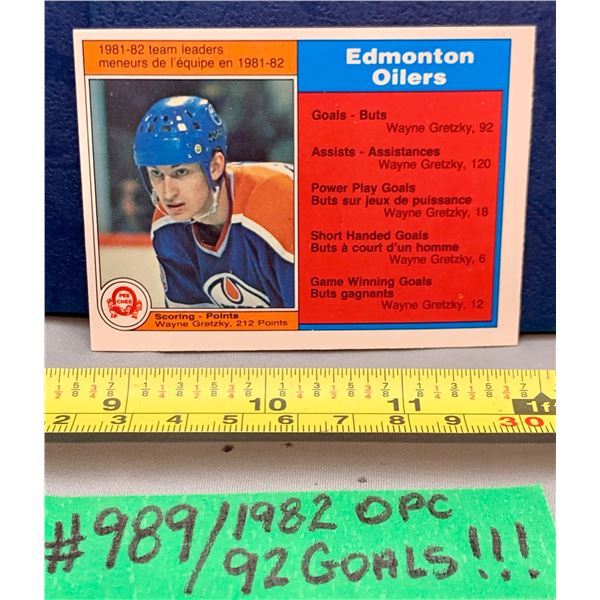 1981-82 team leaders
meneurs de l'équipe en 1981-82
Edmonton
Oilers
Goals - Buts
Wayne Gretzky, 92
Assists - Assistances
Wayne Gretzky, 120
Power Play Goals
Buts sur jeux de puissance
Wayne Gretzky, 18
Short Handed Goals
Buts à court d'un homme
Wayne Gretzky, 6
Game Winning Goals
Buts gagnants
Wayne Gretzky, 12
O
PEE
CHEE
Scoring - Points
Wayne Gretzky, 212 Points
9 10 11 1F
2 3 4 5 6 7 8 9 30
#989/1982 OPC
92 GOALS!!!